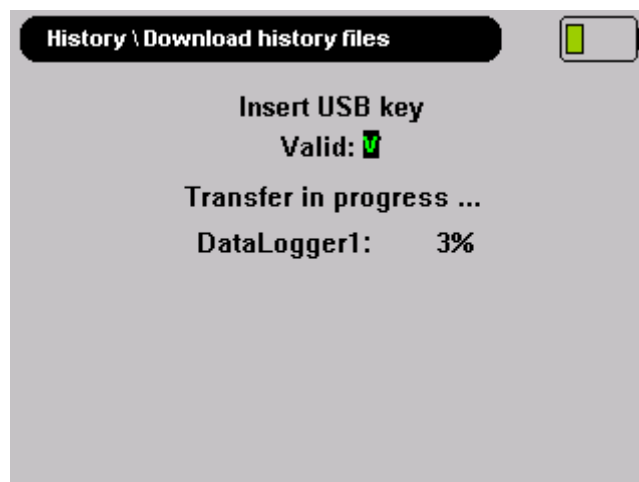 History \ Download history files
Insert USB key
Valid: V
Transfer in progress ...
DataLogger1: 3%